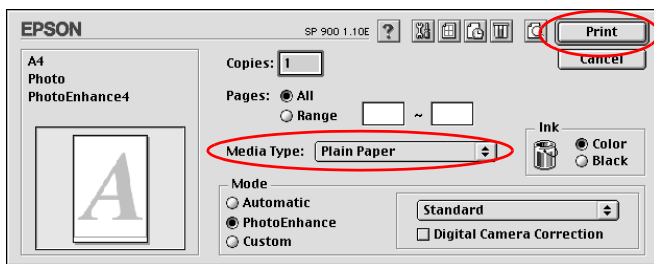 EPSON
SP 900 1.10E
?
Print
Cancel
A4
Photo
PhotoEnhance4
Copies: 1
Pages: All
Range ~
Media Type: Plain Paper
Ink
Color
Black
Mode
Automatic
PhotoEnhance
Custom
Standard
Digital Camera Correction
A